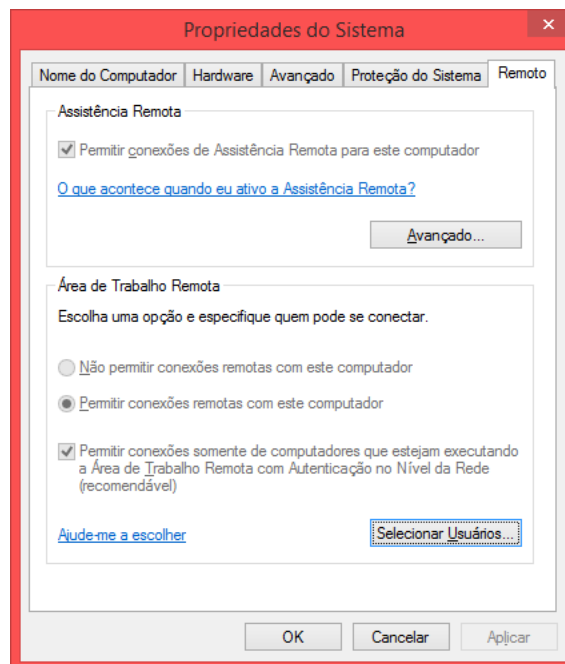 Propriedades do Sistema
Nome do Computador Hardware Avançado Proteção do Sistema Remoto
Assistência Remota
Permitir conexões de Assistência Remota para este computador
O que acontece quando eu ativo a Assistência Remota?
Avançado...
Área de Trabalho Remota
Escolha uma opção e especifique quem pode se conectar.
Não permitir conexões remotas com este computador
Permitir conexões remotas com este computador
Permitir conexões somente de computadores que estejam executando
a Área de Trabalho Remota com Autenticação no Nível da Rede
(recomendável)
Ajude-me a escolher
Selecionar Usuários...
OK Cancelar Aplicar